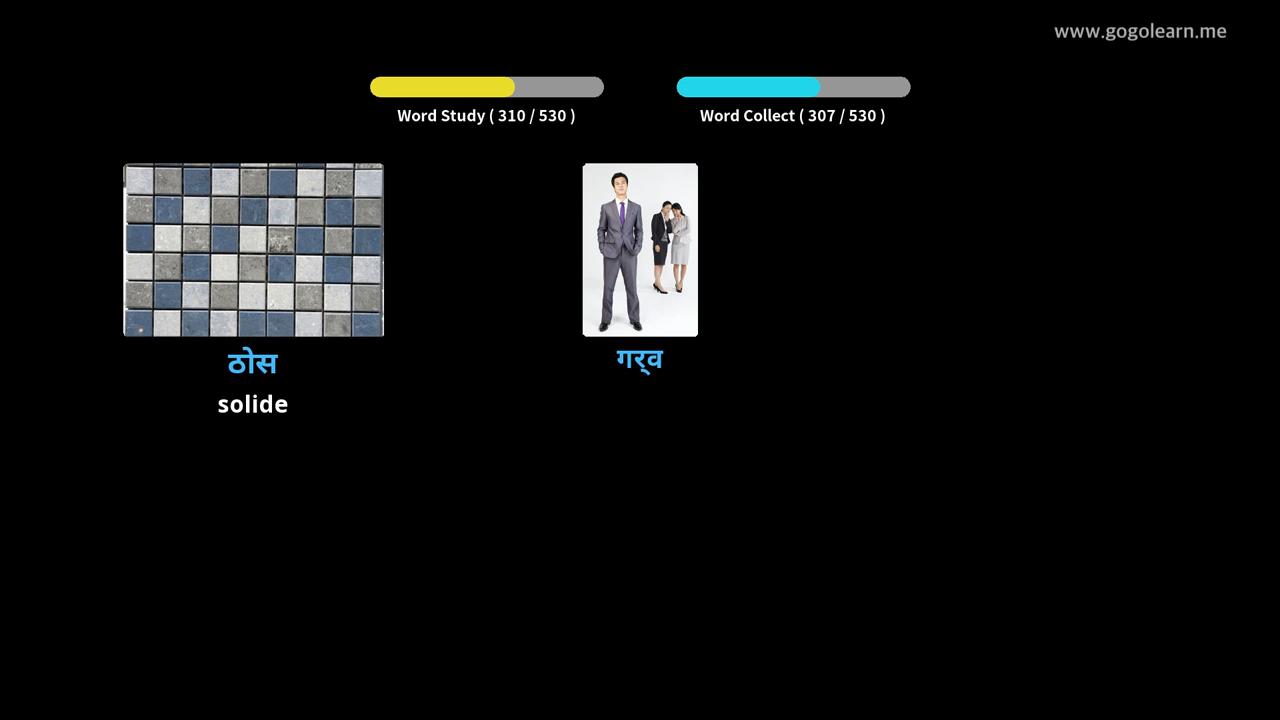 www.gogolearn.me
Word Study ( 310 / 530 )
Word Collect ( 307 / 530 )
ठोस
गर्‍व
solide